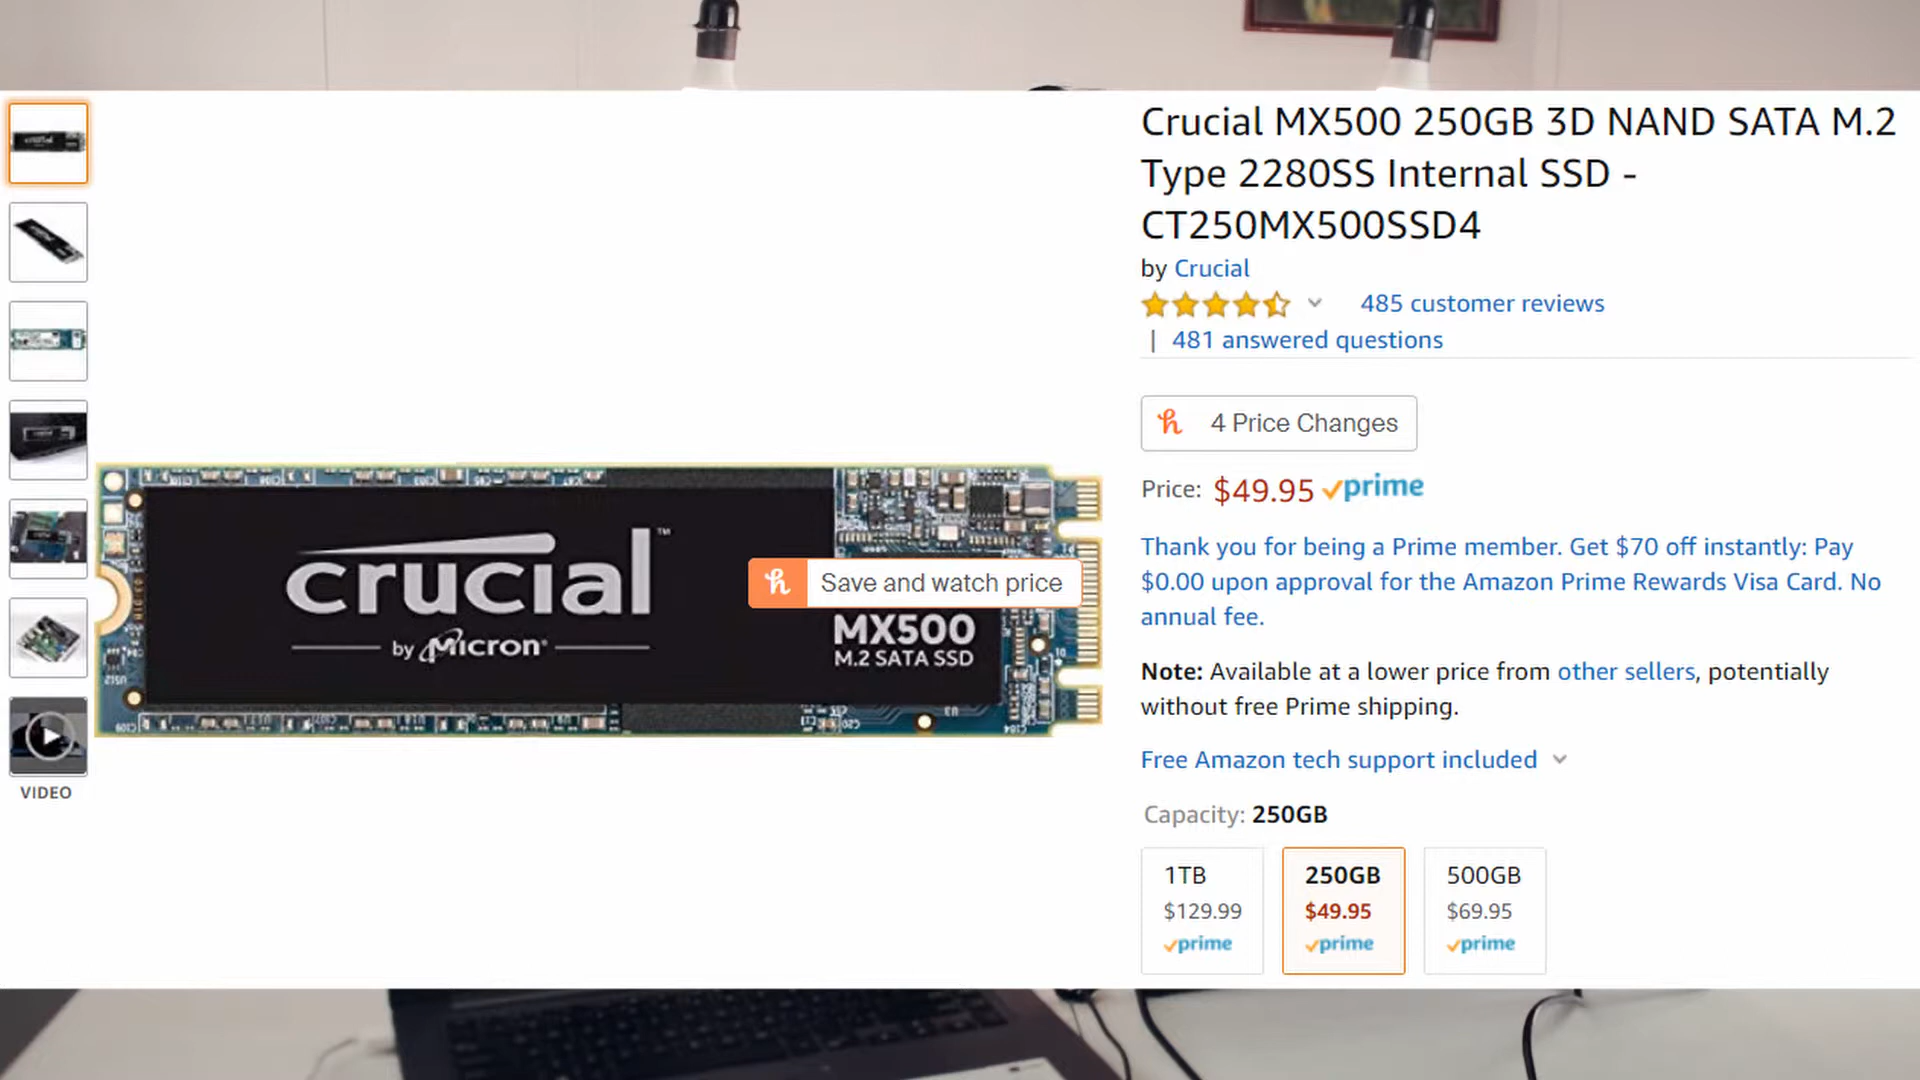 Crucial MX500 250GB 3D NAND SATA M.2
Type 2280SS Internal SSD -
CT250MX500SSD4
by Crucial
485 customer reviews
| 481 answered questions
h 4 Price Changes
Price: $49.95 prime
Thank you for being a Prime member. Get $70 off instantly: Pay
$0.00 upon approval for the Amazon Prime Rewards Visa Card. No
annual fee.
Note: Available at a lower price from other sellers, potentially
without free Prime shipping.
Free Amazon tech support included
Capacity: 250GB
1TB
$129.99
prime
250GB
$49.95
prime
500GB
$69.95
prime
crucial™
by Micron®
h Save and watch price
MX500
M.2 SATA SSD
VIDEO